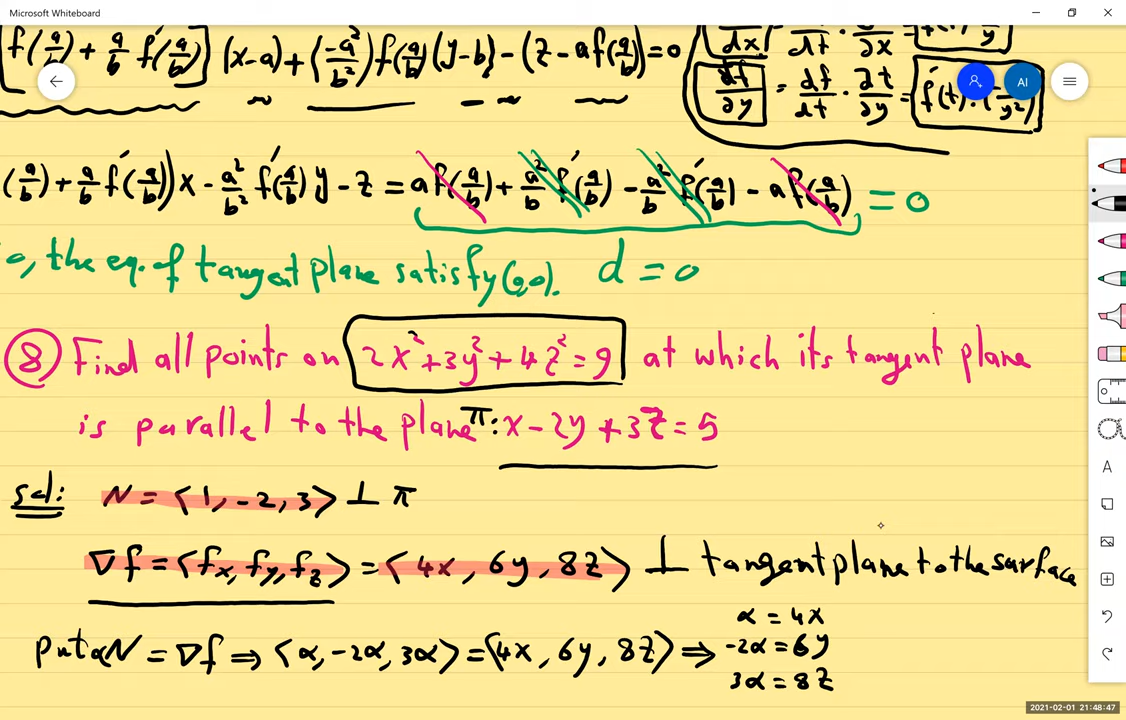 Microsoft Whiteboard
f(a/b) + a/b f'(a/b)] (x-a) + (-a²/b²) f'(a/b) (y-b) - (z - a f(a/b)) = 0
∂f/∂y = df/dt · ∂t/∂y = f'(t) ·
(a/b) + a/b f'(a/b)) x - a²/b² f'(a/b) y - z = a f(a/b) + a²/b f'(a/b) - a²/b f'(a/b) - a f(a/b) = 0
o, the eq. of tangent plane satisfy (0,0). d = 0
⑧ Find all points on 2x² + 3y² + 4z² = 9 at which its tangent plane
is parallel to the plane π: x - 2y + 3z = 5
sol: N = ⟨1, -2, 3⟩ ⊥ π
∇f = ⟨fx, fy, fz⟩ = ⟨4x, 6y, 8z⟩ ⊥ tangent plane to the surface
put αN = ∇f ⇒ ⟨α, -2α, 3α⟩ = ⟨4x, 6y, 8z⟩ ⇒
α = 4x
-2α = 6y
3α = 8z
AI
A
2021-02-01 21:48:47